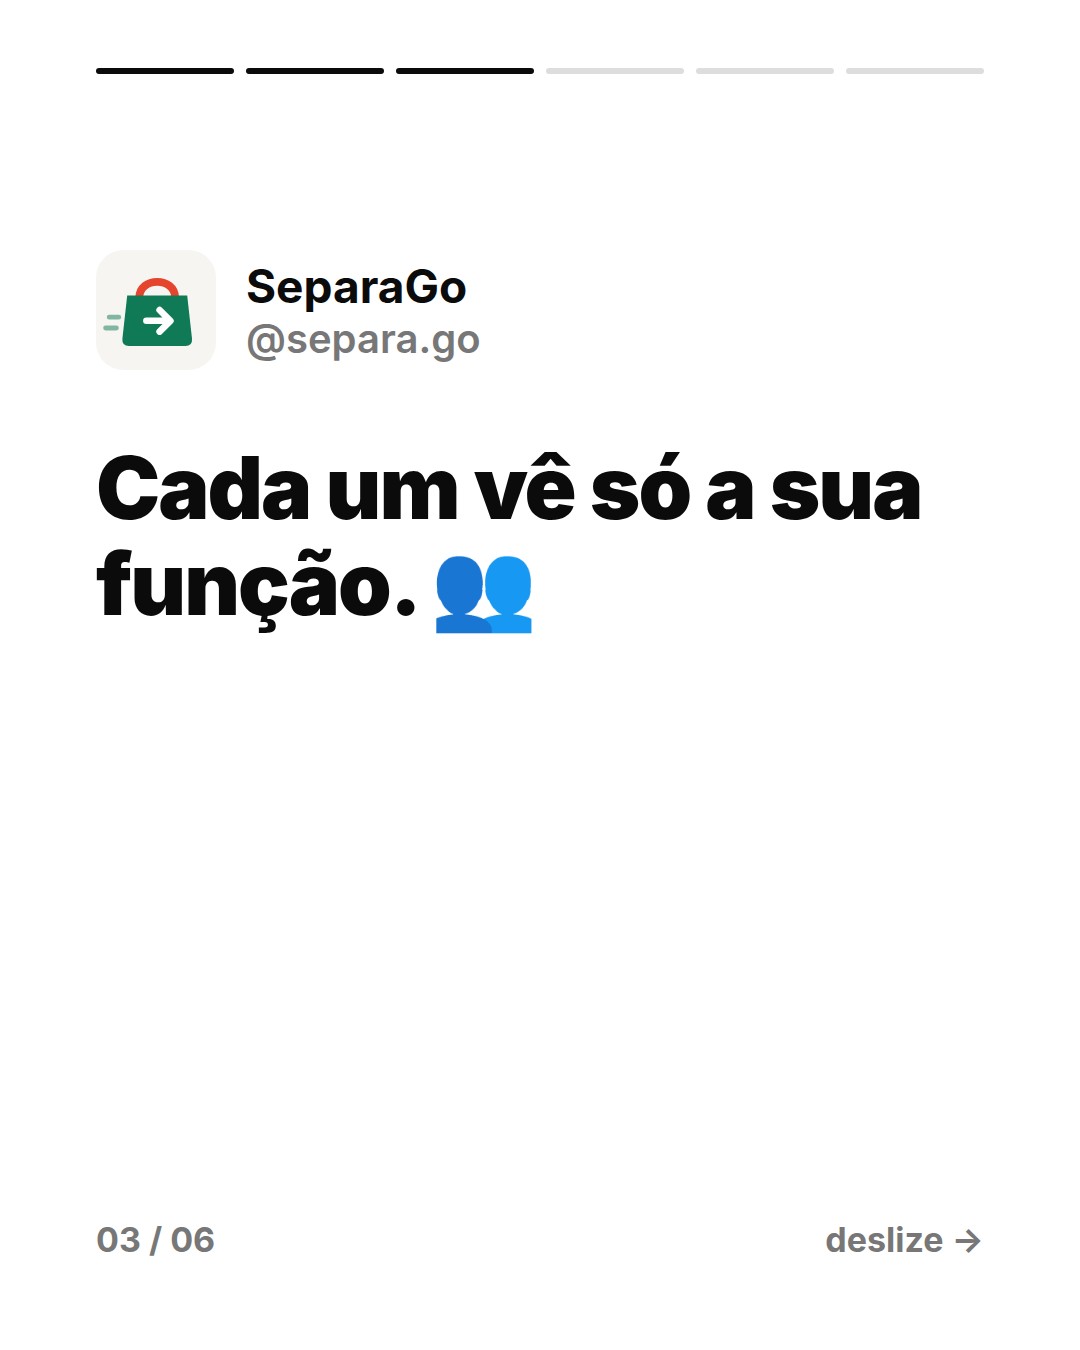 SeparaGo
@separa.go
Cada um vê só a sua
função. 👥
03 / 06
deslize →